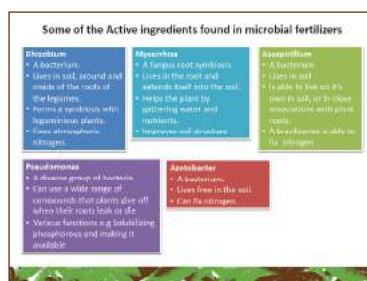 Some of the Active ingredients found in microbial fertilizers
Rhizobium
• A bacterium.
• Lives in soil, around and
inside of the roots of
the legumes.
• Forms a symbiosis with
leguminous plants.
• Fixes atmospheric
nitrogen.
Mycorrhiza
• A fungus root symbiosis.
• Lives in the root and
extends itself into the soil.
• Helps the plant by
gathering water and
nutrients.
• Improves soil structure
Azospirillum
• A bacterium
• Lives in soil
• Is able to live on it's
own in soil, or in close
associations with plant
roots.
• A brasilense is able to
fix nitrogen
Pseudomonas
• A diverse group of bacteria
• Can use a wide range of
compounds that plants give off
when their roots leak or die
• Various functions e.g Solubilizing
phosphorous and making it
available
Azotobacter
• A bacterium.
• Lives free in the soil.
• Can fix nitrogen